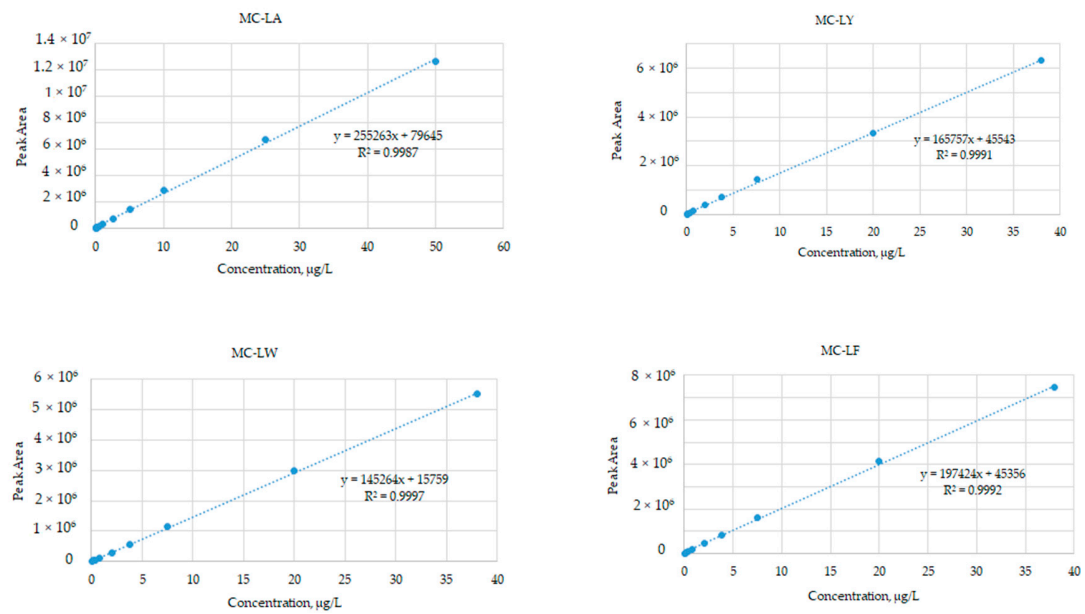 MC-LA
1.4 × 10⁷
1.2 × 10⁷
1 × 10⁷
8 × 10⁶
6 × 10⁶
4 × 10⁶
2 × 10⁶
0
Peak Area
y = 255263x + 79645
R² = 0.9987
0 10 20 30 40 50 60
Concentration, µg/L
MC-LY
6 × 10⁶
4 × 10⁶
2 × 10⁶
0
Peak Area
y = 165757x + 45543
R² = 0.9991
0 5 10 15 20 25 30 35 40
Concentration, µg/L
MC-LW
6 × 10⁶
5 × 10⁶
4 × 10⁶
3 × 10⁶
2 × 10⁶
1 × 10⁶
0
Peak Area
y = 145264x + 15759
R² = 0.9997
0 5 10 15 20 25 30 35 40
Concentration, µg/L
MC-LF
8 × 10⁶
6 × 10⁶
4 × 10⁶
2 × 10⁶
0
Peak Area
y = 197424x + 45356
R² = 0.9992
0 5 10 15 20 25 30 35 40
Concentration, µg/L